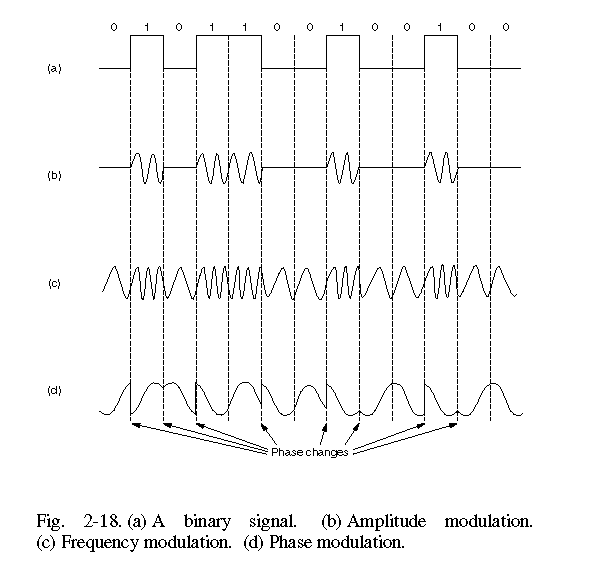 0 1 0 1 1 0 0 1 0 0 1 0 0
(a)
(b)
(c)
(d)
Phase changes
Fig. 2-18. (a) A binary signal. (b) Amplitude modulation.
(c) Frequency modulation. (d) Phase modulation.